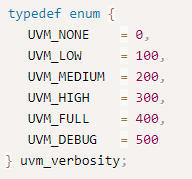 typedef enum {
UVM_NONE = 0,
UVM_LOW = 100,
UVM_MEDIUM = 200,
UVM_HIGH = 300,
UVM_FULL = 400,
UVM_DEBUG = 500
} uvm_verbosity;